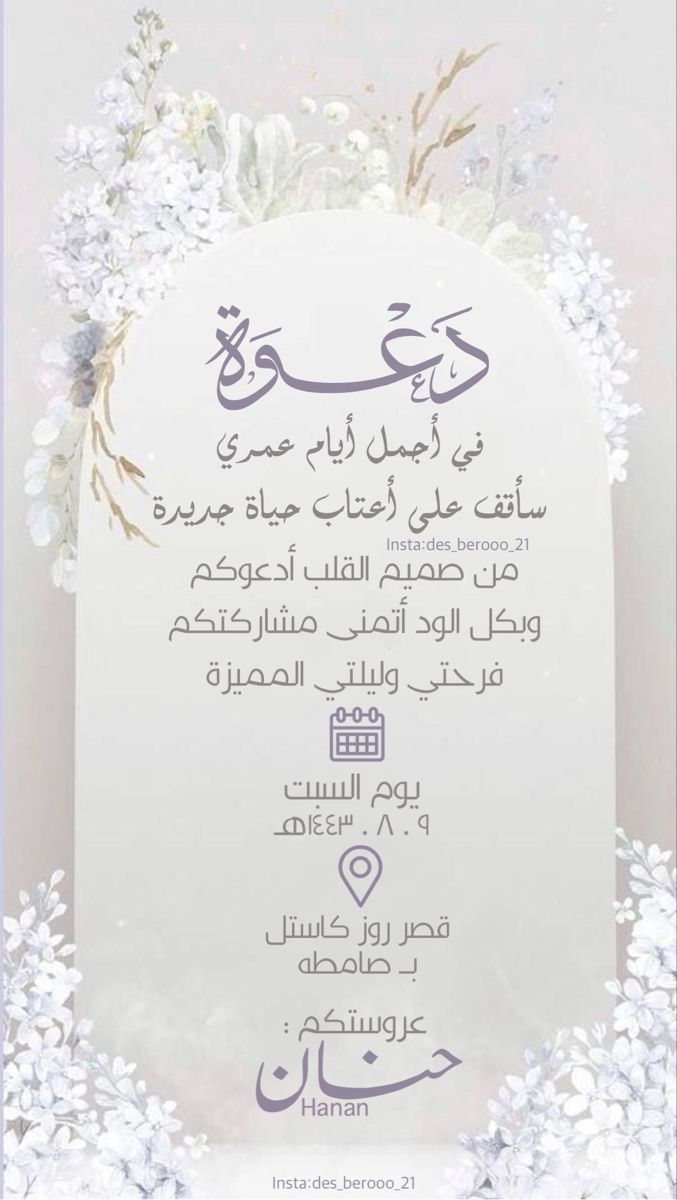 دَعْوَة
في أجمل أيام عمري
سأقف على أعتاب حياة جديدة
Insta:des_berooo_21
من صميم القلب أدعوكم
وبكل الود أتمنى مشاركتكم
فرحتي وليلتي المميزة
يوم السبت
٩ . ٨ . ١٤٤٣هـ
قصر روز كاستل
بـ صامطه
عروستكم :
حنان
Hanan
Insta:des_berooo_21